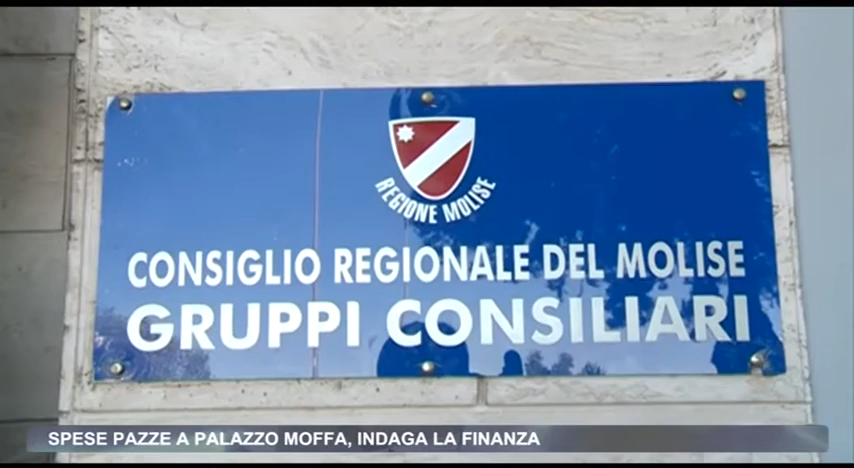 REGIONE MOLISE
CONSIGLIO REGIONALE DEL MOLISE
GRUPPI CONSILIARI
SPESE PAZZE A PALAZZO MOFFA, INDAGA LA FINANZA